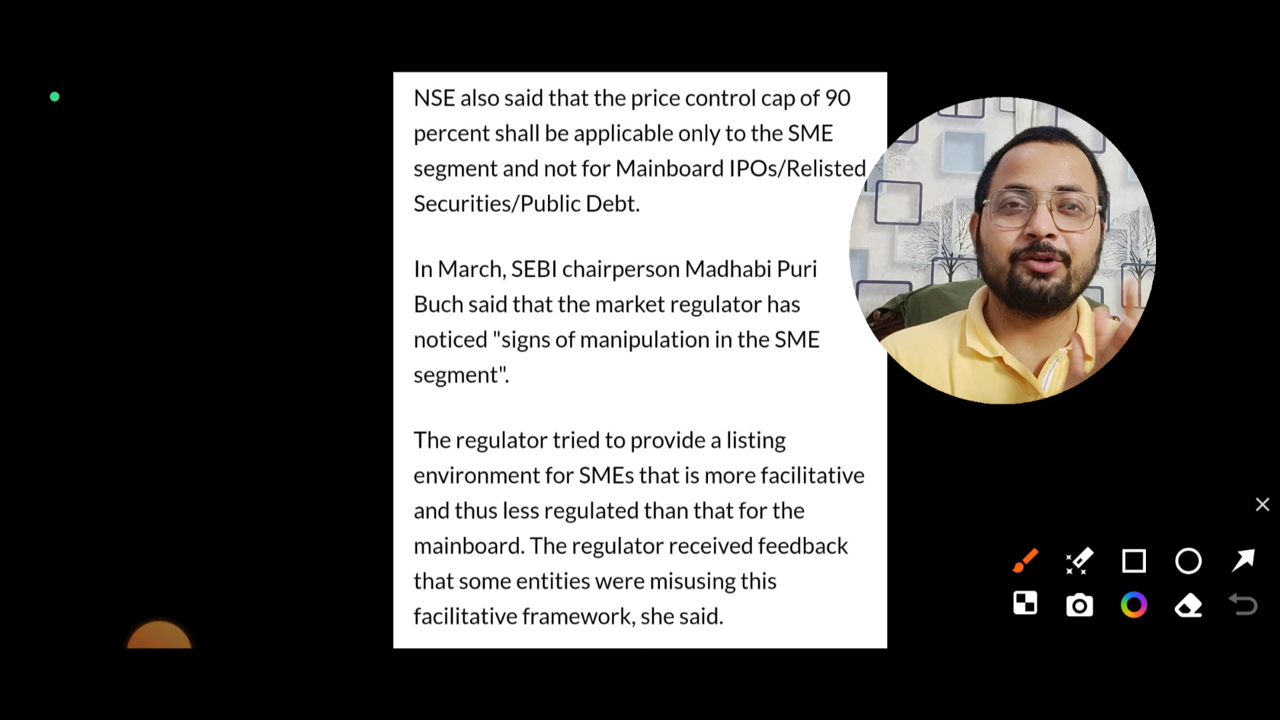 NSE also said that the price control cap of 90
percent shall be applicable only to the SME
segment and not for Mainboard IPOs/Relisted
Securities/Public Debt.
In March, SEBI chairperson Madhabi Puri
Buch said that the market regulator has
noticed "signs of manipulation in the SME
segment".
The regulator tried to provide a listing
environment for SMEs that is more facilitative
and thus less regulated than that for the
mainboard. The regulator received feedback
that some entities were misusing this
facilitative framework, she said.